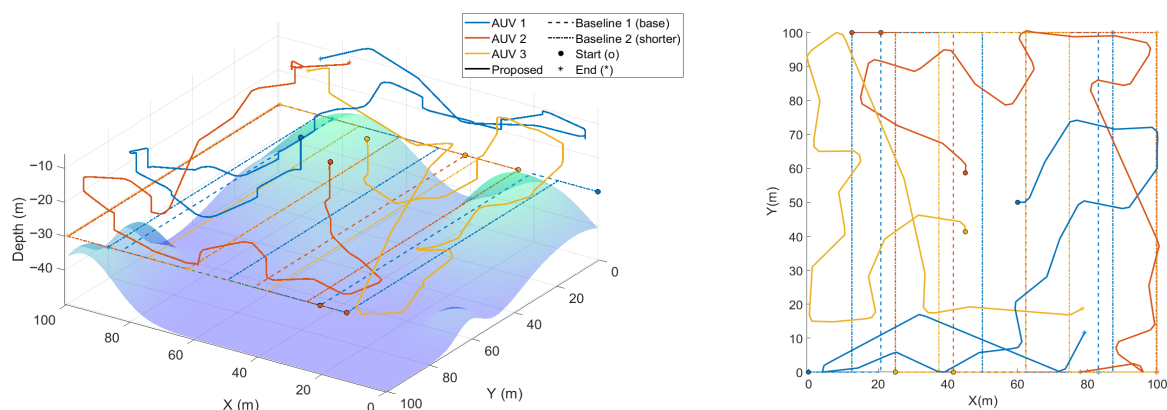 AUV 1
AUV 2
AUV 3
Proposed
Baseline 1 (base)
Baseline 2 (shorter)
Start (o)
End (*)
−10
−20
−30
−40
Depth (m)
100
80
60
40
20
0
X (m)
100
80
60
40
20
0
Y (m)
100
90
80
70
60
50
40
30
20
10
0
Y(m)
0
20
40
60
80
100
X(m)